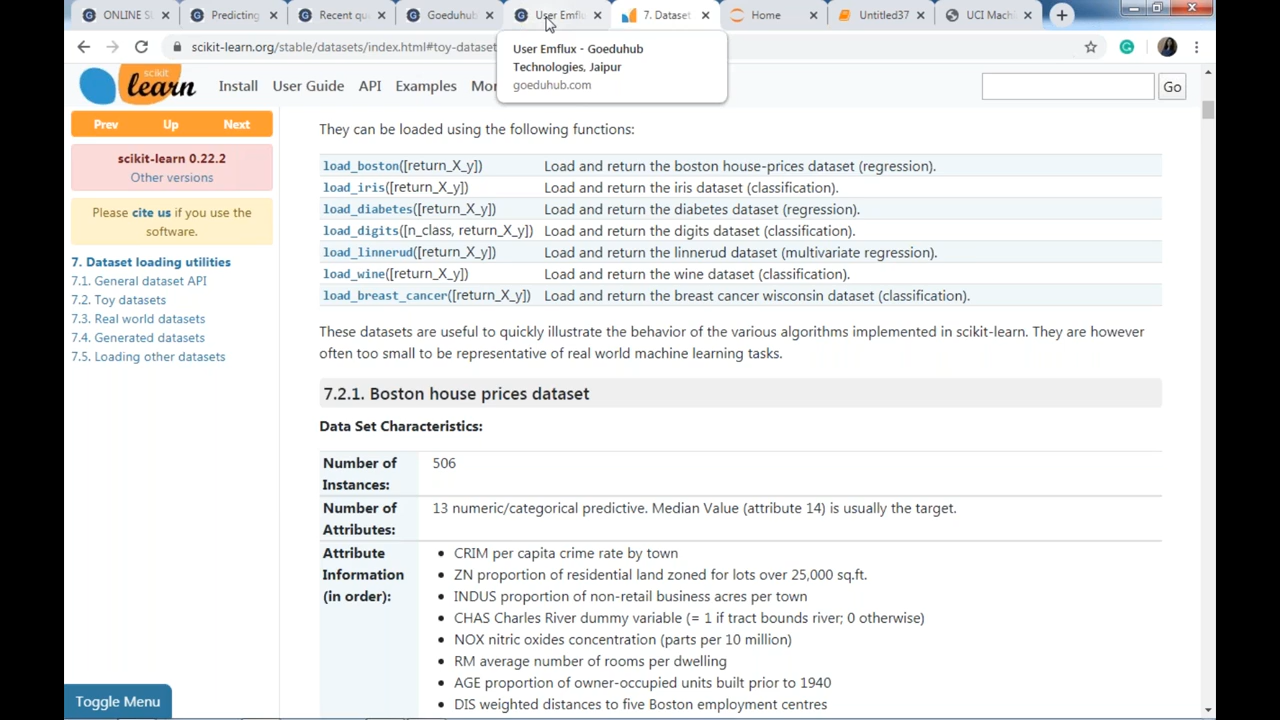 ONLINE S
Predicting
Recent qu
Goeduhub
User Emflu
7. Dataset
Home
Untitled37
UCI Machi
scikit-learn.org/stable/datasets/index.html#toy-dataset
User Emflux - Goeduhub
Technologies, Jaipur
goeduhub.com
scikit
learn
Install
User Guide
API
Examples
Mor
Go
Prev
Up
Next
scikit-learn 0.22.2
Other versions
Please cite us if you use the
software.
7. Dataset loading utilities
7.1. General dataset API
7.2. Toy datasets
7.3. Real world datasets
7.4. Generated datasets
7.5. Loading other datasets
Toggle Menu
They can be loaded using the following functions:
load_boston([return_X_y]) Load and return the boston house-prices dataset (regression).
load_iris([return_X_y]) Load and return the iris dataset (classification).
load_diabetes([return_X_y]) Load and return the diabetes dataset (regression).
load_digits([n_class, return_X_y]) Load and return the digits dataset (classification).
load_linnerud([return_X_y]) Load and return the linnerud dataset (multivariate regression).
load_wine([return_X_y]) Load and return the wine dataset (classification).
load_breast_cancer([return_X_y]) Load and return the breast cancer wisconsin dataset (classification).
These datasets are useful to quickly illustrate the behavior of the various algorithms implemented in scikit-learn. They are however
often too small to be representative of real world machine learning tasks.
7.2.1. Boston house prices dataset
Data Set Characteristics:
Number of 506
Instances:
Number of 13 numeric/categorical predictive. Median Value (attribute 14) is usually the target.
Attributes:
Attribute
Information
(in order):
• CRIM per capita crime rate by town
• ZN proportion of residential land zoned for lots over 25,000 sq.ft.
• INDUS proportion of non-retail business acres per town
• CHAS Charles River dummy variable (= 1 if tract bounds river; 0 otherwise)
• NOX nitric oxides concentration (parts per 10 million)
• RM average number of rooms per dwelling
• AGE proportion of owner-occupied units built prior to 1940
• DIS weighted distances to five Boston employment centres